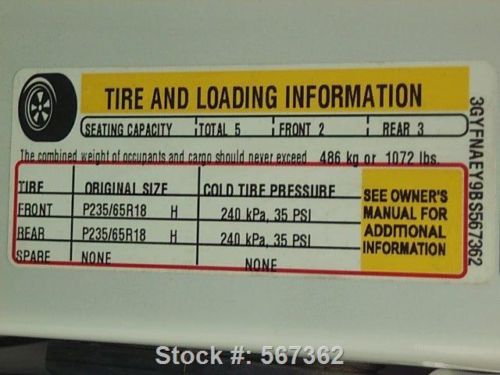 TIRE AND LOADING INFORMATION
SEATING CAPACITY TOTAL 5 FRONT 2 REAR 3
The combined weight of occupants and cargo should never exceed 486 kg or 1072 lbs.
TIRE ORIGINAL SIZE COLD TIRE PRESSURE
FRONT P235/65R18 H 240 kPa, 35 PSI
REAR P235/65R18 H 240 kPa, 35 PSI
SPARE NONE NONE
SEE OWNER'S
MANUAL FOR
ADDITIONAL
INFORMATION
3GYFNAEY9BS567362
Stock #: 567362